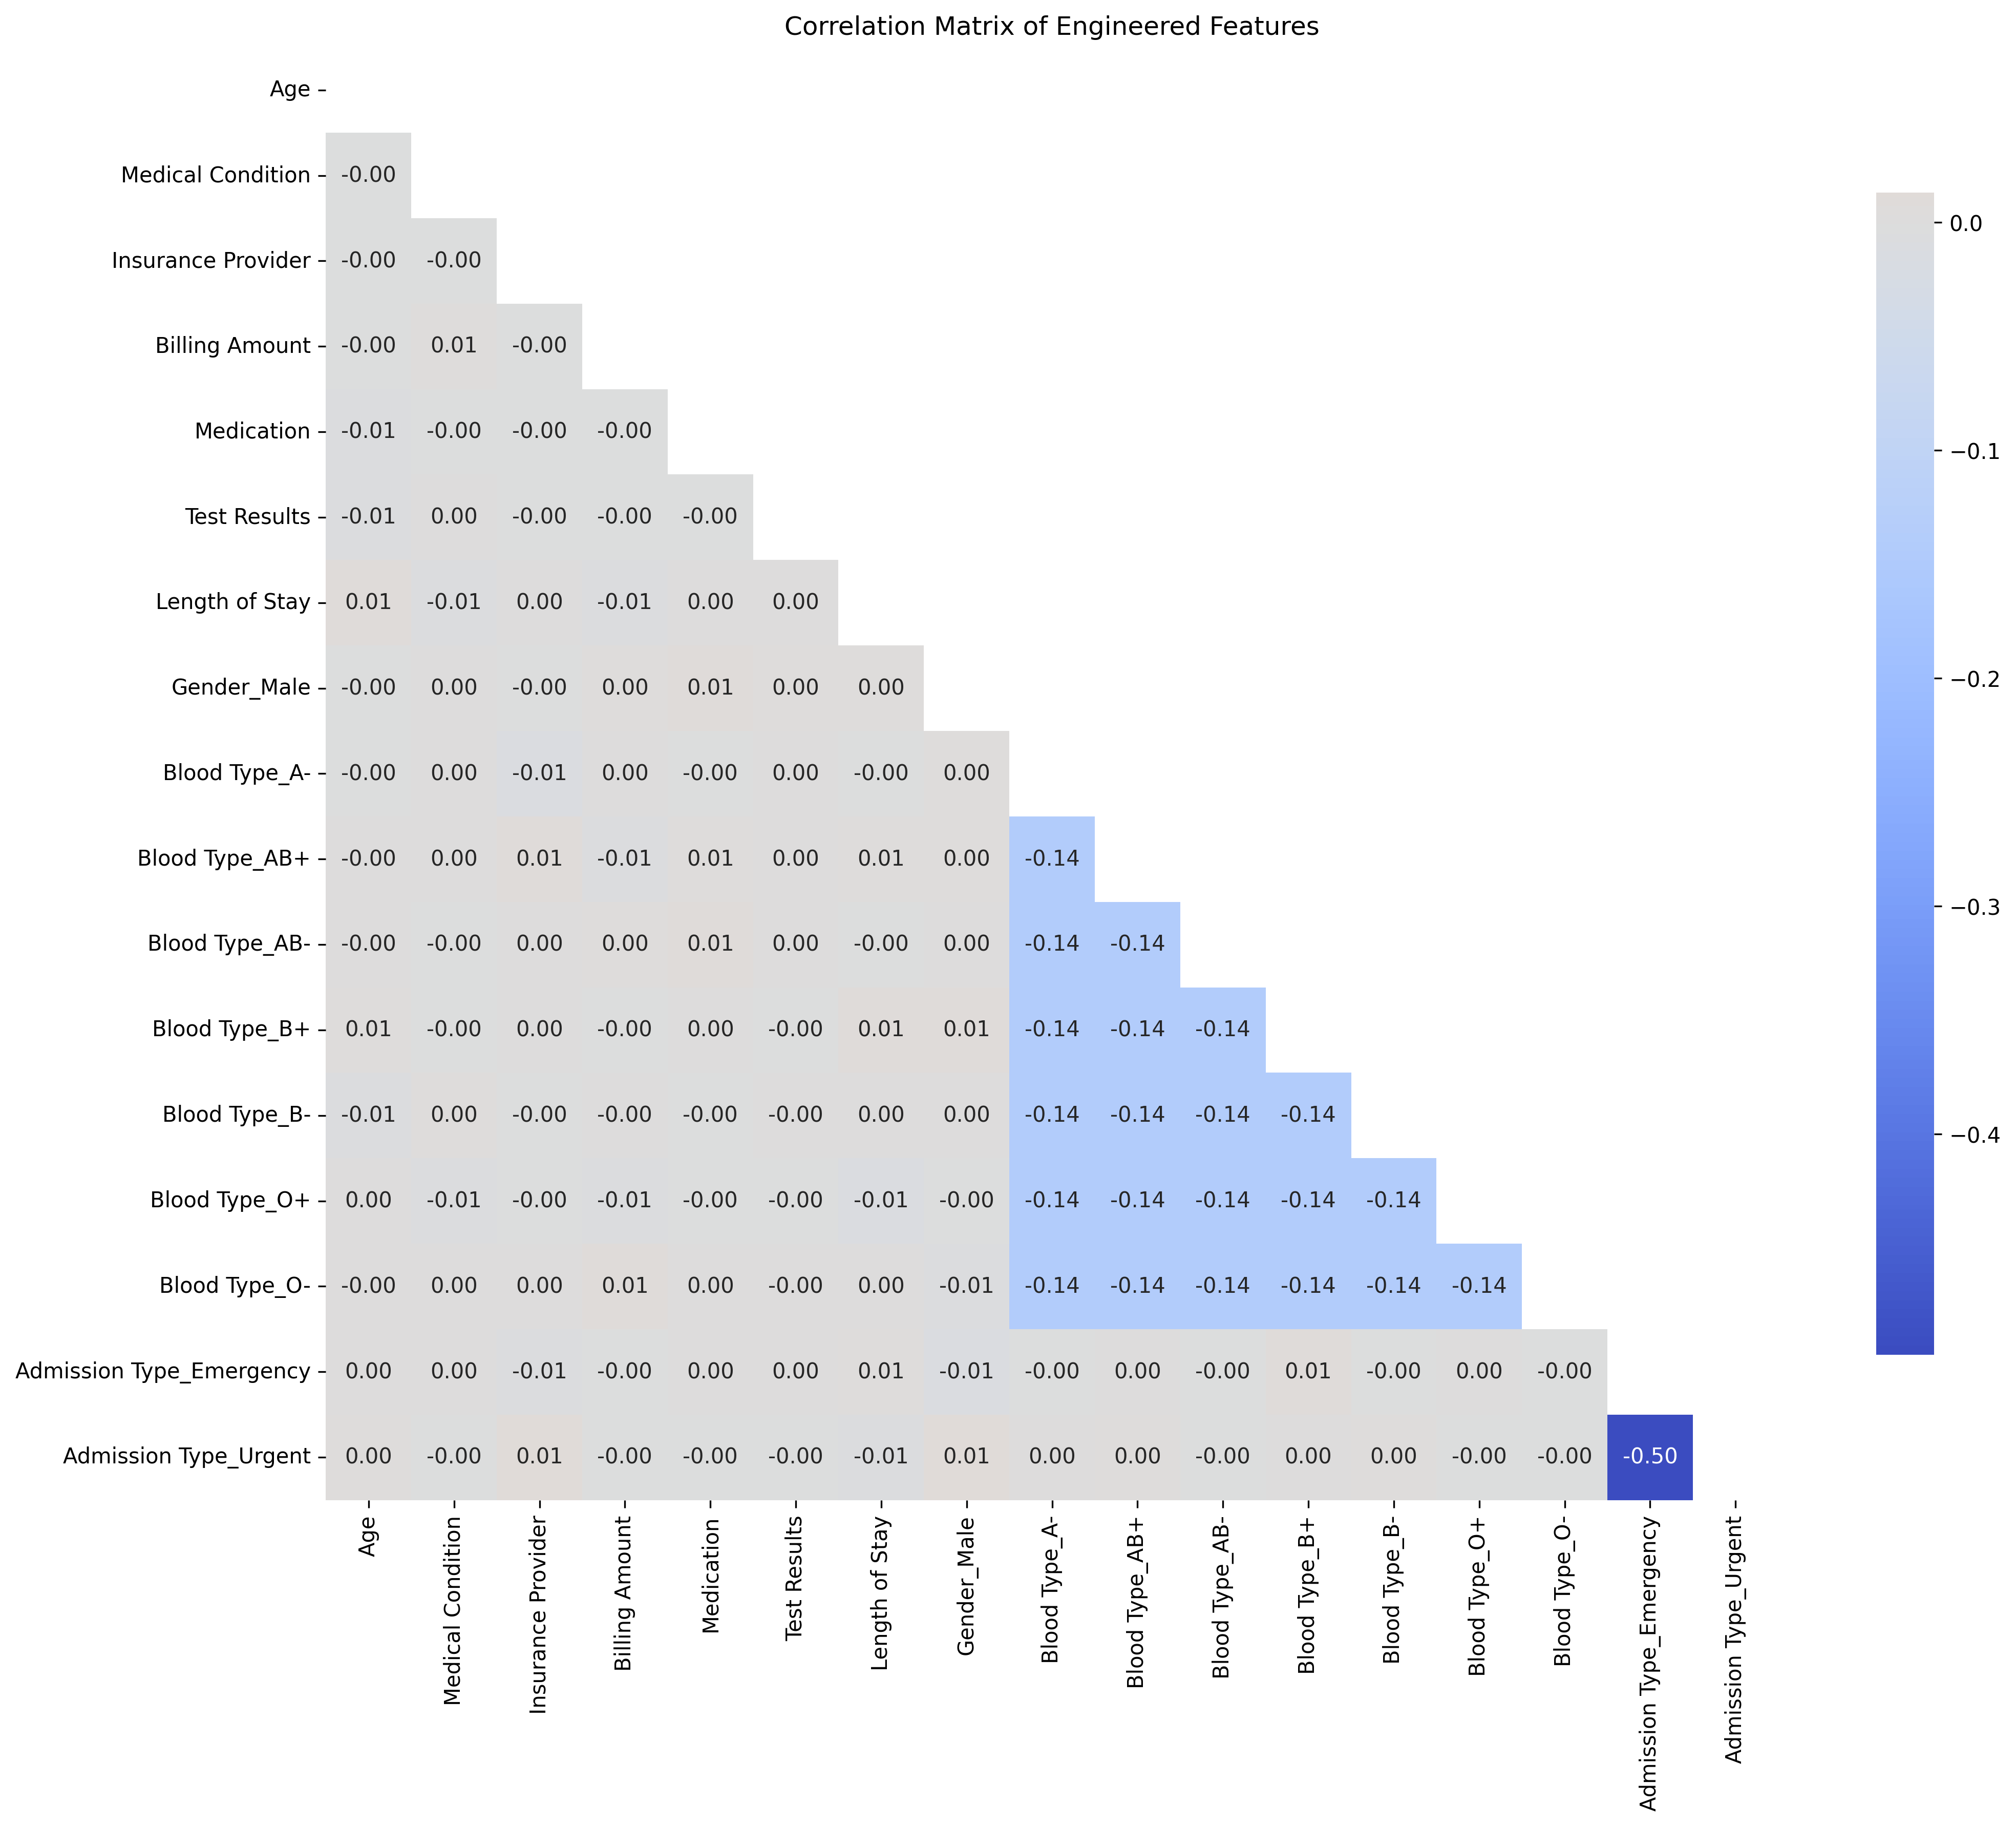 Correlation Matrix of Engineered Features
Age
Medical Condition -0.00
Insurance Provider -0.00 -0.00
Billing Amount -0.00 0.01 -0.00
Medication -0.01 -0.00 -0.00 -0.00
Test Results -0.01 0.00 -0.00 -0.00 -0.00
Length of Stay 0.01 -0.01 0.00 -0.01 0.00 0.00
Gender_Male -0.00 0.00 -0.00 0.00 0.01 0.00 0.00
Blood Type_A- -0.00 0.00 -0.01 0.00 -0.00 0.00 -0.00 0.00
Blood Type_AB+ -0.00 0.00 0.01 -0.01 0.01 0.00 0.01 0.00 -0.14
Blood Type_AB- -0.00 -0.00 0.00 0.00 0.01 0.00 -0.00 0.00 -0.14 -0.14
Blood Type_B+ 0.01 -0.00 0.00 -0.00 0.00 -0.00 0.01 0.01 -0.14 -0.14 -0.14
Blood Type_B- -0.01 0.00 -0.00 -0.00 -0.00 -0.00 0.00 0.00 -0.14 -0.14 -0.14 -0.14
Blood Type_O+ 0.00 -0.01 -0.00 -0.01 -0.00 -0.00 -0.01 -0.00 -0.14 -0.14 -0.14 -0.14 -0.14
Blood Type_O- -0.00 0.00 0.00 0.01 0.00 -0.00 0.00 -0.01 -0.14 -0.14 -0.14 -0.14 -0.14 -0.14
Admission Type_Emergency 0.00 0.00 -0.01 -0.00 0.00 0.00 0.01 -0.01 -0.00 0.00 -0.00 0.01 -0.00 0.00 -0.00
Admission Type_Urgent 0.00 -0.00 0.01 -0.00 -0.00 -0.00 -0.01 0.01 0.00 0.00 -0.00 0.00 0.00 -0.00 -0.00 -0.50
Age
Medical Condition
Insurance Provider
Billing Amount
Medication
Test Results
Length of Stay
Gender_Male
Blood Type_A-
Blood Type_AB+
Blood Type_AB-
Blood Type_B+
Blood Type_B-
Blood Type_O+
Blood Type_O-
Admission Type_Emergency
Admission Type_Urgent
0.0
−0.1
−0.2
−0.3
−0.4